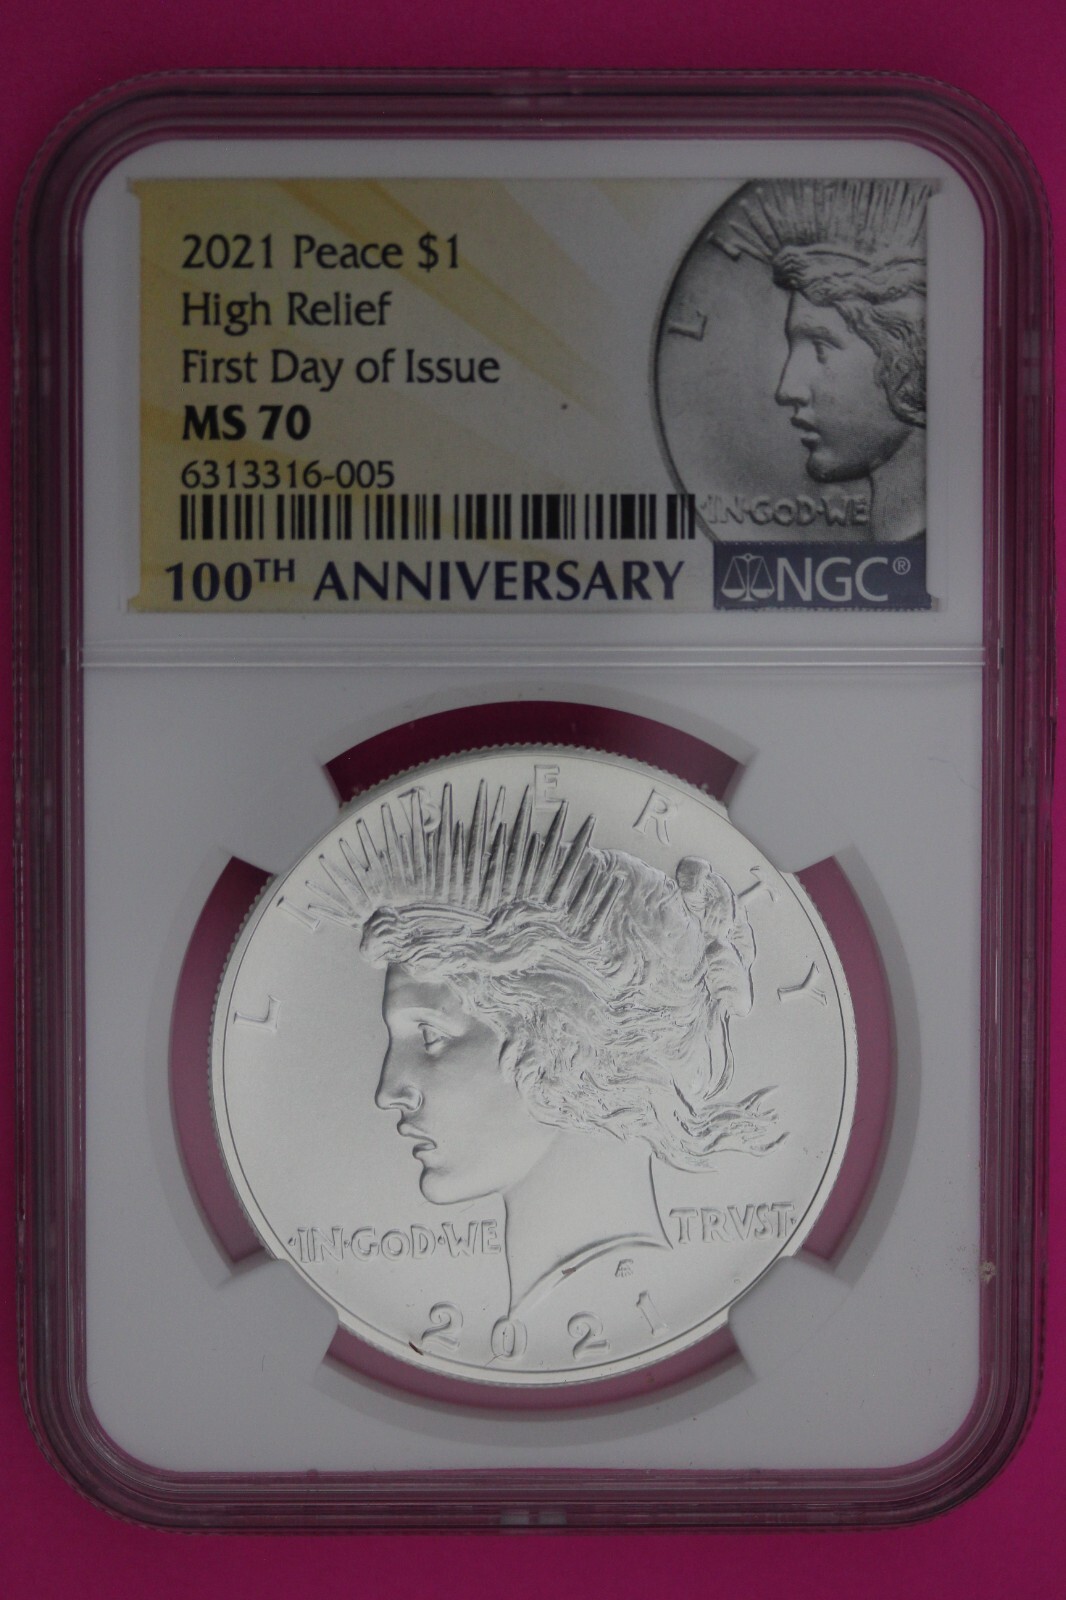 2021 Peace $1
High Relief
First Day of Issue
MS 70
6313316-005
100TH ANNIVERSARY
L I
IN·GOD·WE
NGC®
LIBERTY
·IN·GOD·WE TRVST·
2021